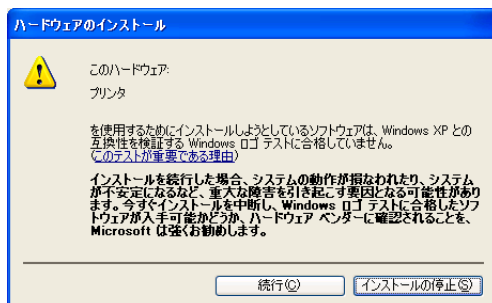 ハードウェアのインストール
このハードウェア:
プリンタ
を使用するためにインストールしようとしているソフトウェアは、Windows XP との
互換性を検証する Windows ロゴ テストに合格していません。
(このテストが重要である理由)
インストールを続行した場合、システムの動作が損なわれたり、システム
が不安定になるなど、重大な障害を引き起こす要因となる可能性があり
ます。今すぐインストールを中断し、Windows ロゴ テストに合格したソフ
トウェアが入手可能かどうか、ハードウェア ベンダーに確認されることを、
Microsoft は強くお勧めします。
続行(C) インストールの停止(S)